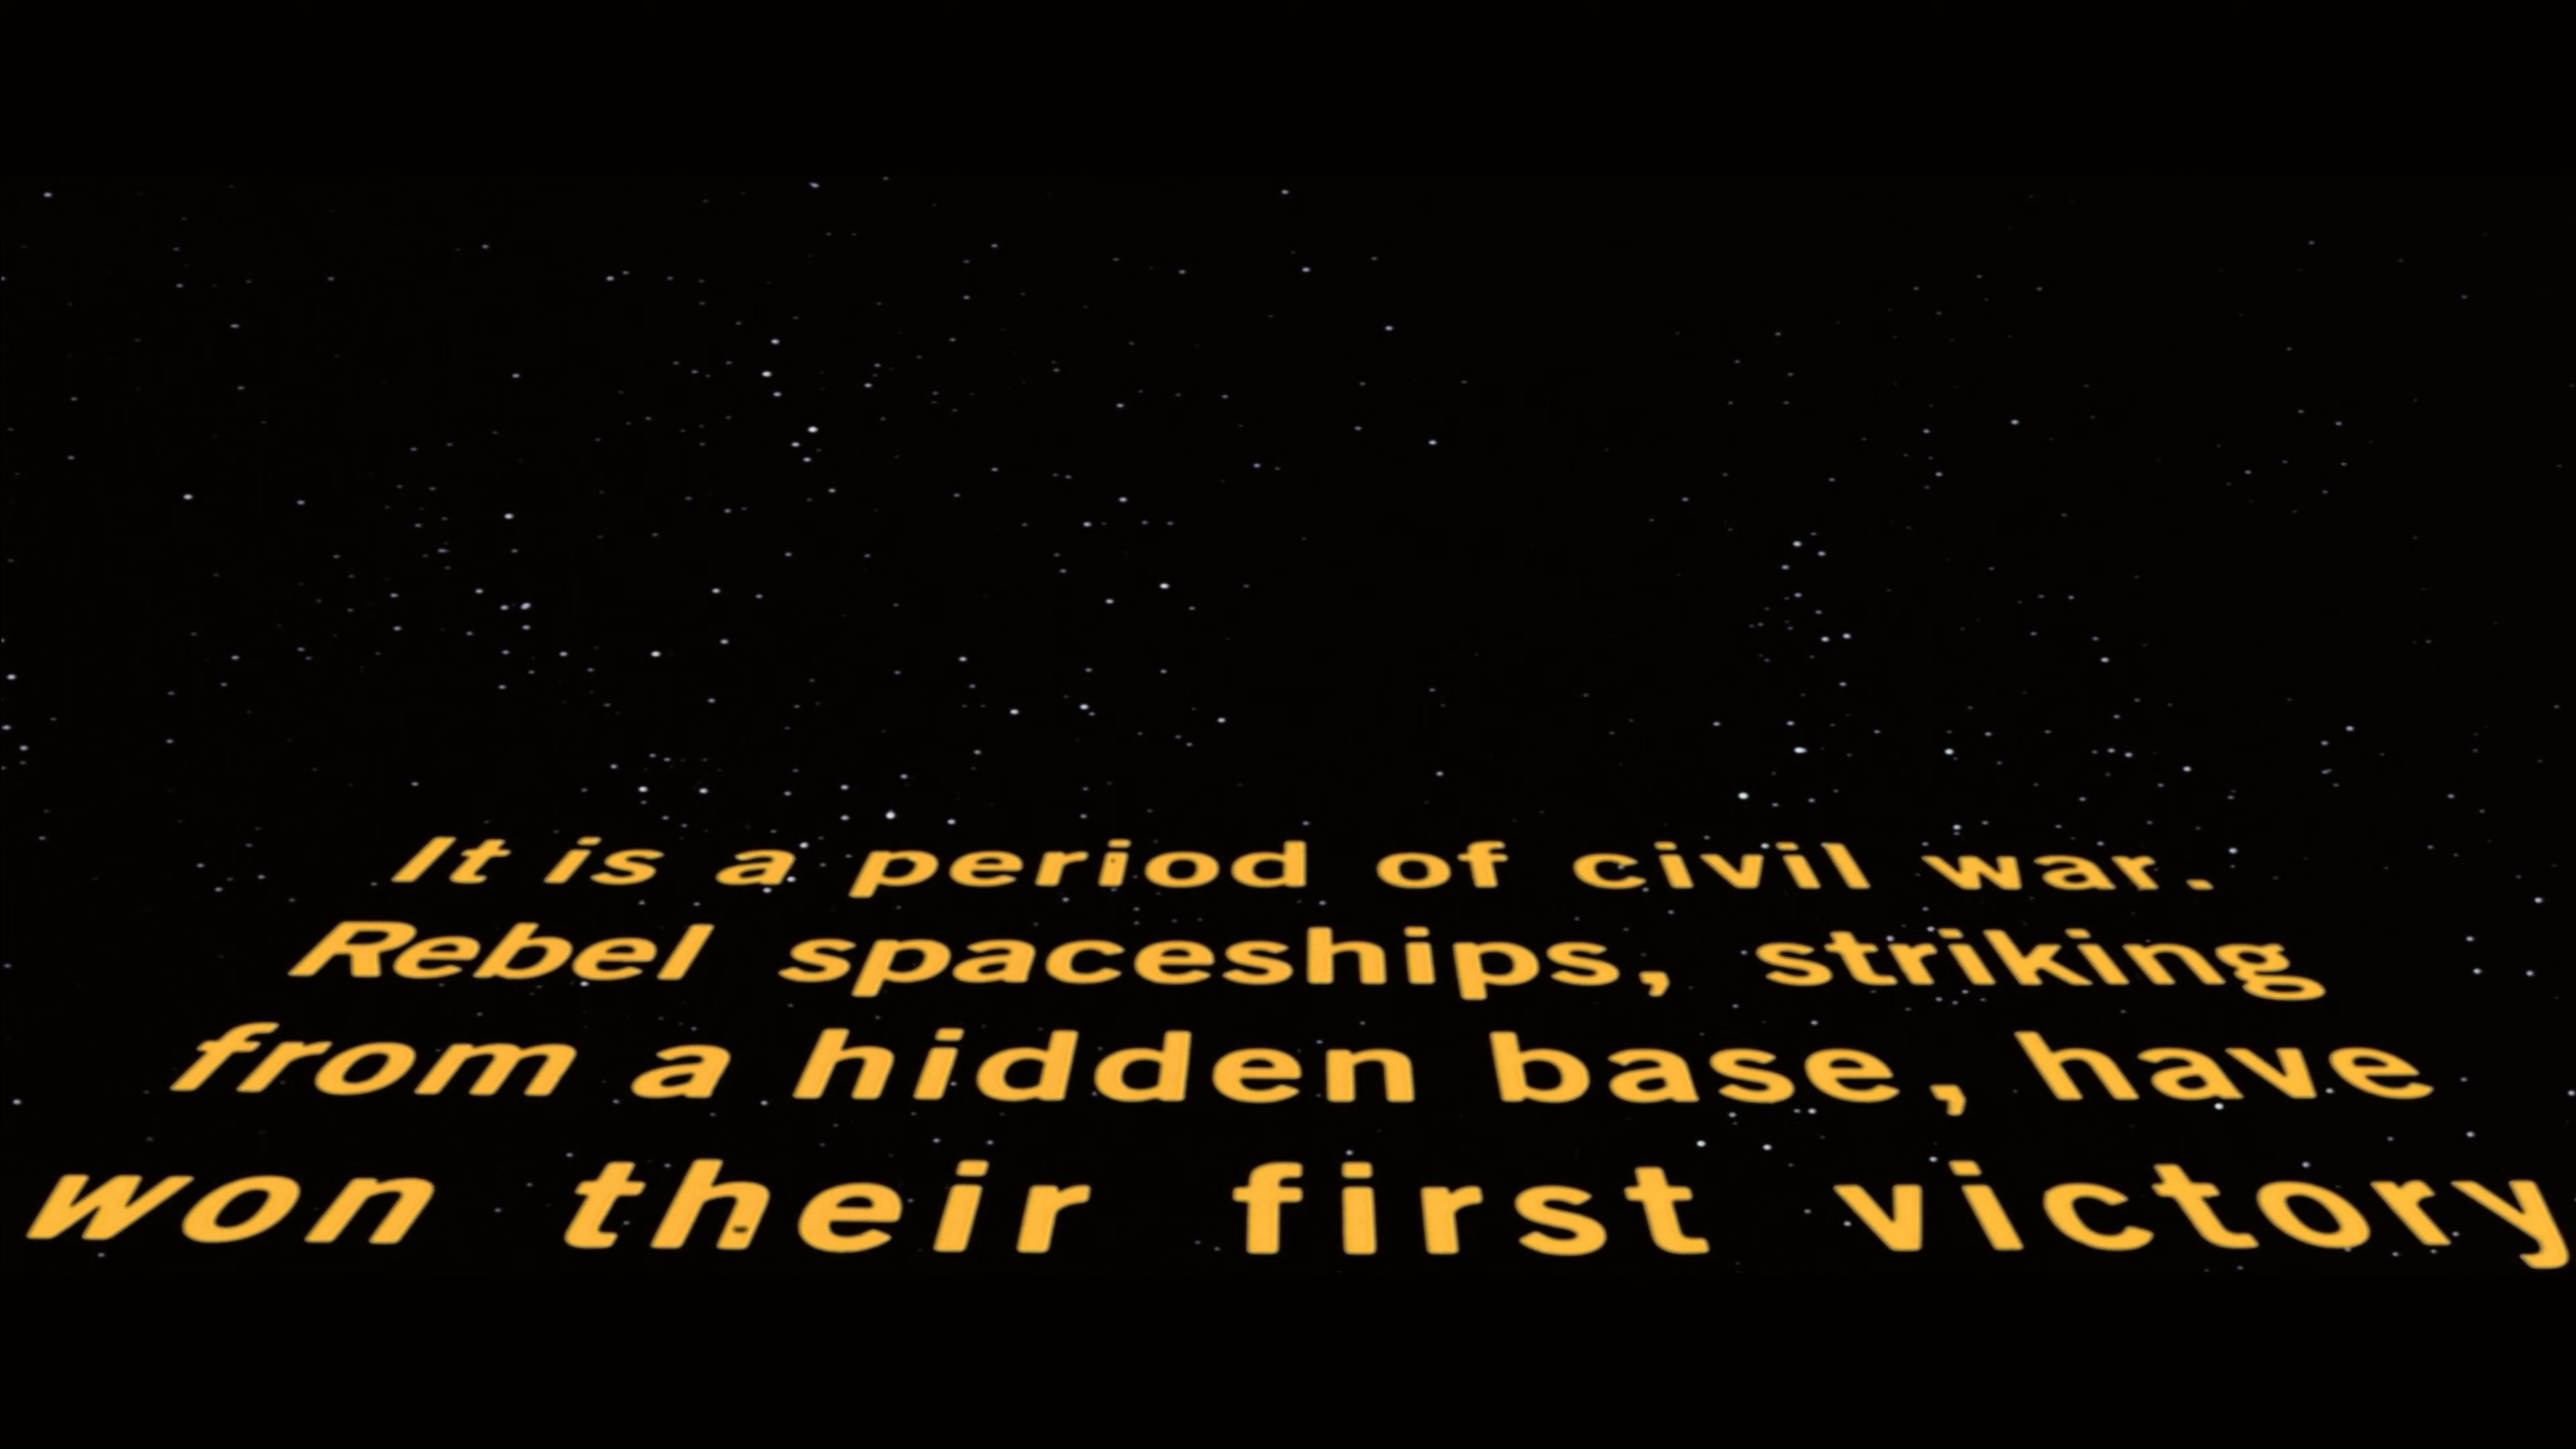 It is a period of civil war.
Rebel spaceships, striking
from a hidden base, have
won their first victory